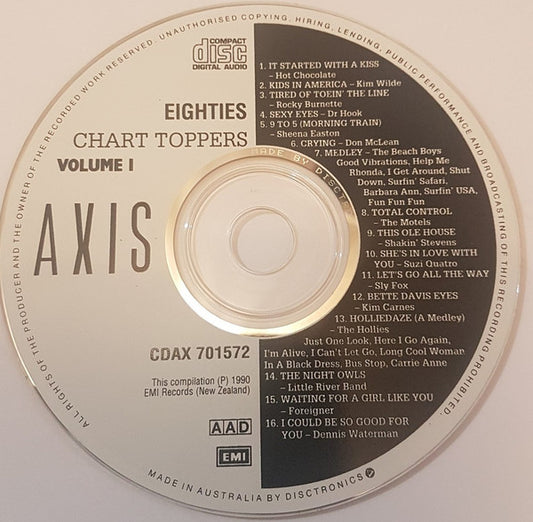 ALL RIGHTS OF THE PRODUCER AND THE OWNER OF THE RECORDED WORK RESERVED. UNAUTHORISED COPYING, HIRING, LENDING, PUBLIC PERFORMANCE AND BROADCASTING OF THIS RECORDING PROHIBITED.
COMPACT
disc
DIGITAL AUDIO
EIGHTIES
CHART TOPPERS
VOLUME I
AXIS
CDAX 701572
This compilation (P) 1990
EMI Records (New Zealand)
AAD
EMI
1. IT STARTED WITH A KISS
– Hot Chocolate
2. KIDS IN AMERICA – Kim Wilde
3. TIRED OF TOEIN' THE LINE
– Rocky Burnette
4. SEXY EYES – Dr Hook
5. 9 TO 5 (MORNING TRAIN)
– Sheena Easton
6. CRYING – Don McLean
7. MEDLEY – The Beach Boys
Good Vibrations, Help Me
Rhonda, I Get Around, Shut
Down, Surfin' Safari,
Barbara Ann, Surfin' USA,
Fun Fun Fun
8. TOTAL CONTROL
– The Motels
9. THIS OLE HOUSE
– Shakin' Stevens
10. SHE'S IN LOVE WITH
YOU – Suzi Quatro
11. LET'S GO ALL THE WAY
– Sly Fox
12. BETTE DAVIS EYES
– Kim Carnes
13. HOLLIEDAZE (A Medley)
– The Hollies
Just One Look, Here I Go Again,
I'm Alive, I Can't Let Go, Long Cool Woman
In A Black Dress, Bus Stop, Carrie Anne
14. THE NIGHT OWLS
– Little River Band
15. WAITING FOR A GIRL LIKE YOU
– Foreigner
16. I COULD BE SO GOOD FOR
YOU – Dennis Waterman
MADE BY
MADE IN AUSTRALIA BY DISCTRONICS